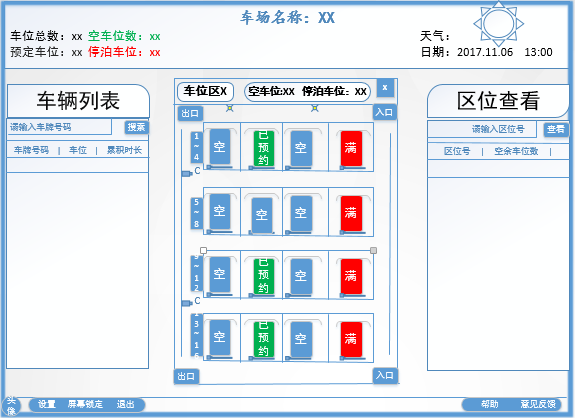 车场名称：XX
车位总数：xx 空车位数：xx
预定车位：xx 停泊车位：xx
天气：
日期：2017.11.06 13:00
车辆列表
请输入车牌号码 搜索
车牌号码 | 车位 | 累积时长
车位区X 空车位:xx 停泊车位：xx x
出口 入口
1~4 空 已预约 空 满
C
5~8 空 空 空 满
9~12 空 已预约 空 满
C
13~16 空 已预约 空 满
出口 入口
区位查看
请输入区位号 查看
区位号 | 空余车位数 |
头像 设置 屏幕锁定 退出 帮助 意见反馈